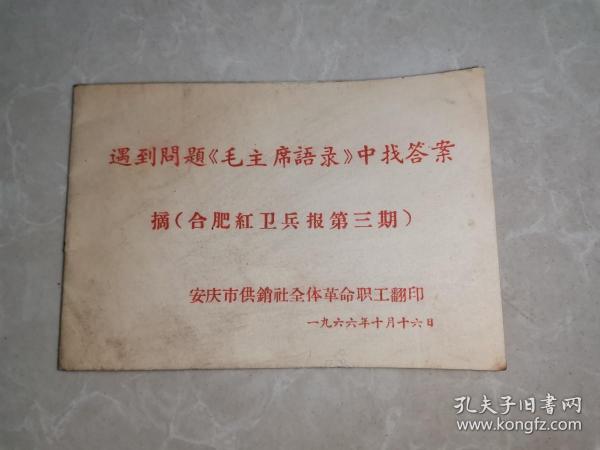 遇到問題《毛主席語录》中找答案
摘(合肥紅卫兵报第三期)
安庆市供銷社全体革命职工翻印
一九六六年十月十六日
孔夫子旧书网
www.kongfz.com